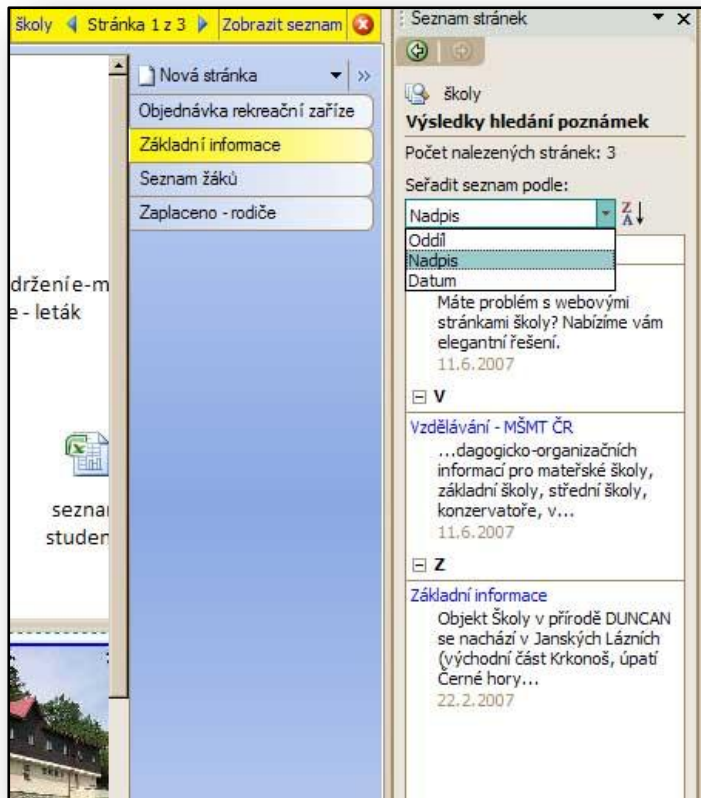 školy Stránka 1 z 3 Zobrazit seznam
Nová stránka »
Objednávka rekreační zaříze
Základní informace
Seznam žáků
Zaplaceno - rodiče
držení e-m
e - leták
sezna
studen
Seznam stránek
školy
Výsledky hledání poznámek
Počet nalezených stránek: 3
Seřadit seznam podle:
Nadpis
Oddíl
Nadpis
Datum
Máte problém s webovými
stránkami školy? Nabízíme vám
elegantní řešení.
11.6.2007
V
Vzdělávání - MŠMT ČR
...dagogicko-organizačních
informací pro mateřské školy,
základní školy, střední školy,
konzervatoře, v...
11.6.2007
Z
Základní informace
Objekt Školy v přírodě DUNCAN
se nachází v Janských Lázních
(východní část Krkonoš, úpatí
Černé hory...
22.2.2007